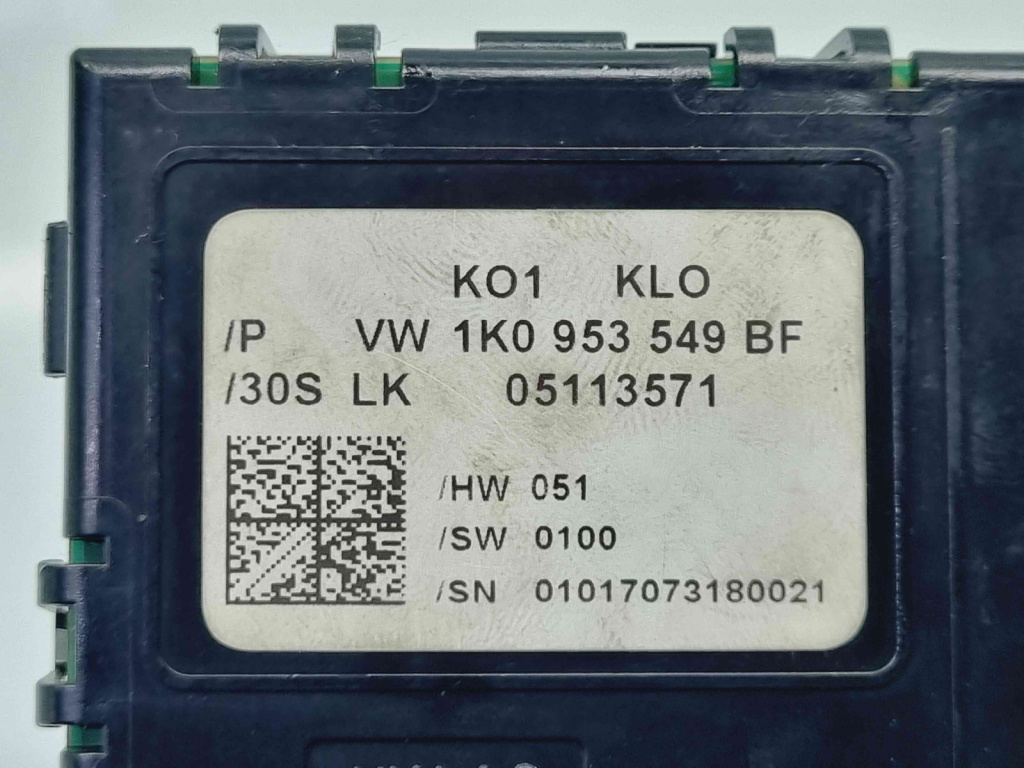 KO1 KLO
/P VW 1K0 953 549 BF
/30S LK 05113571
/HW 051
/SW 0100
/SN 01017073180021